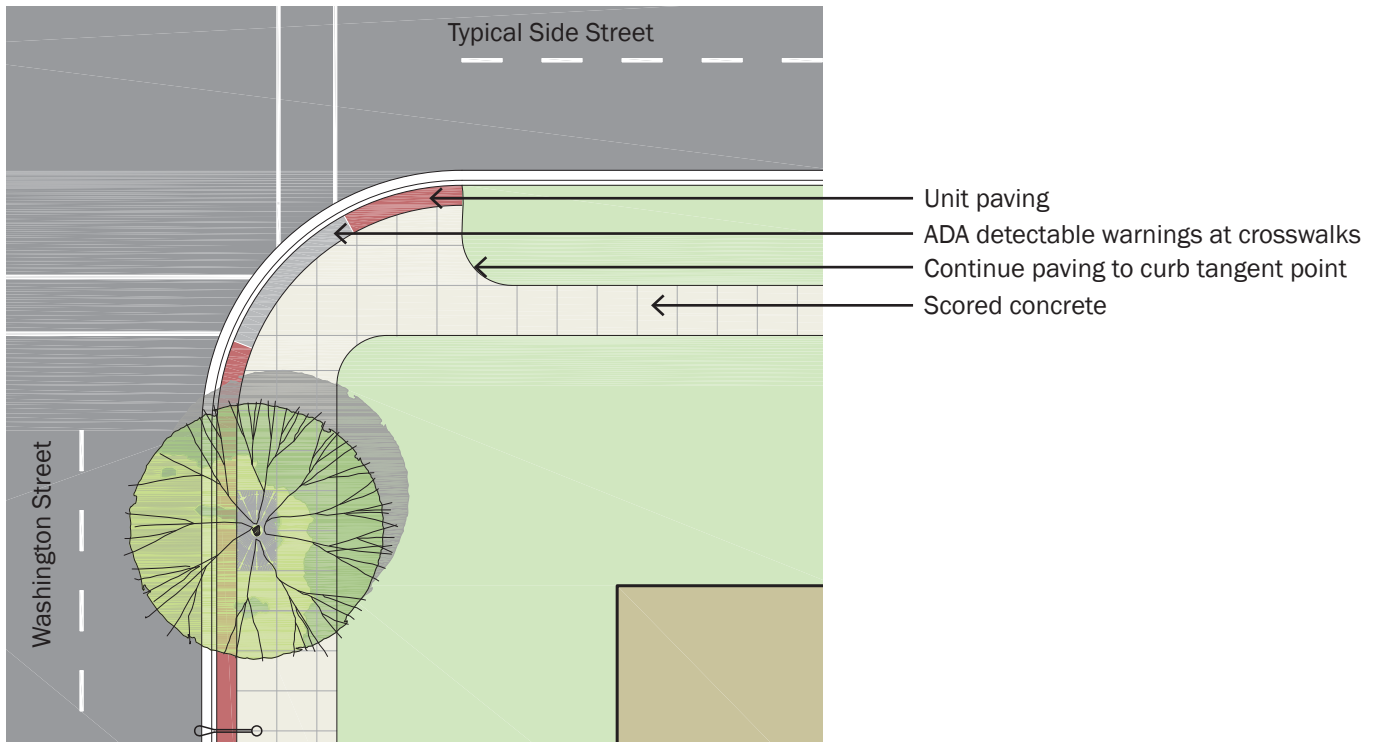 Typical Side Street
Unit paving
ADA detectable warnings at crosswalks
Continue paving to curb tangent point
Scored concrete
Washington Street